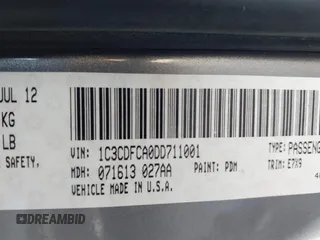 JUL 12
KG
LB
SAFETY,
VIN: 1C3CDFCA0DD711001
TYPE: PASSENG
MDH: 071613 027AA
PAINT: PDM
TRIM: E7X9
VEHICLE MADE IN U.S.A.
DREAMBID